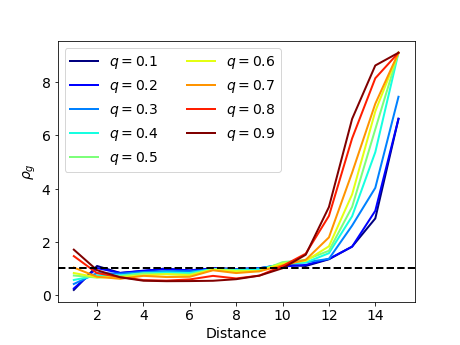 q = 0.1
q = 0.2
q = 0.3
q = 0.4
q = 0.5
q = 0.6
q = 0.7
q = 0.8
q = 0.9
8
6
4
2
0
ρg
2 4 6 8 10 12 14
Distance